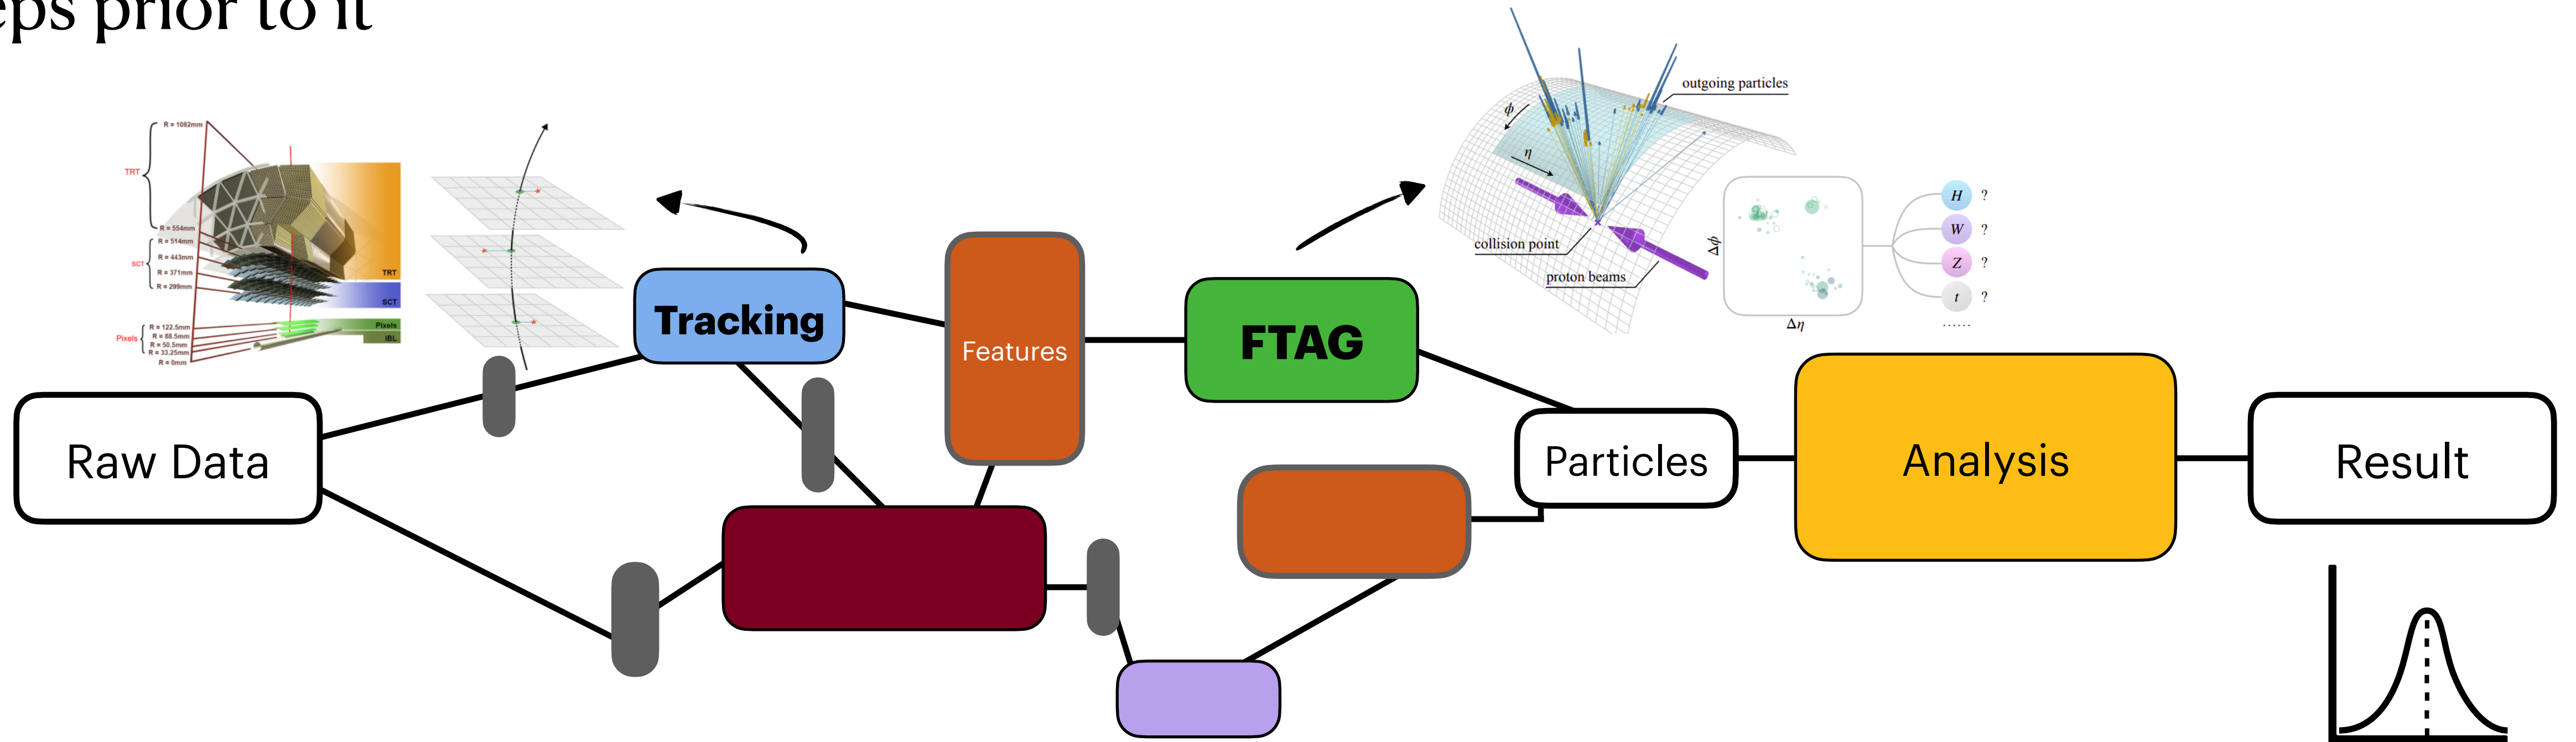 eps prior to it
R = 1082mm
TRT
R = 554mm
R = 514mm
SCT
R = 443mm
R = 371mm
R = 299mm
R = 122.5mm
Pixels
R = 88.5mm
R = 50.5mm
R = 33.25mm
R = 0mm
TRT
SCT
Pixels
IBL
outgoing particles
ϕ
η
collision point
proton beams
Δϕ
Δη
H ?
W ?
Z ?
t ?
......
Tracking
Features
FTAG
Raw Data
Particles
Analysis
Result